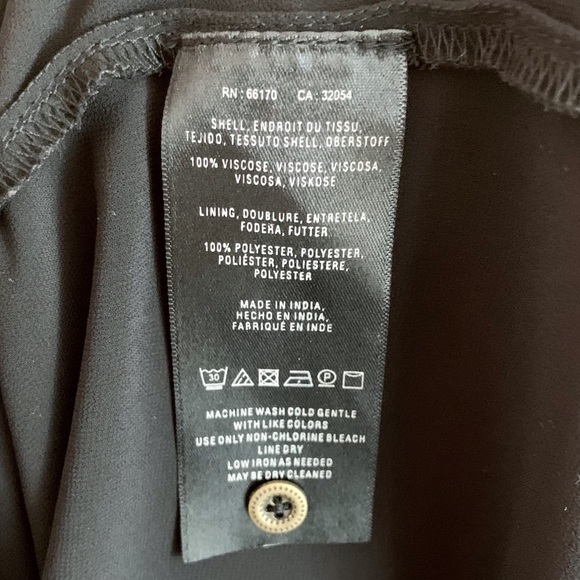 RN : 66170 CA : 32054
SHELL, ENDROIT DU TISSU,
TEJIDO, TESSUTO SHELL, OBERSTOFF
100% VISCOSE, VISCOSE, VISCOSA,
VISCOSA, VISKOSE
LINING, DOUBLURE, ENTRETELA,
FODERA, FUTTER
100% POLYESTER, POLYESTER,
POLIÉSTER, POLIESTERE,
POLYESTER
MADE IN INDIA,
HECHO EN INDIA,
FABRIQUÉ EN INDE
30 P
MACHINE WASH COLD GENTLE
WITH LIKE COLORS
USE ONLY NON-CHLORINE BLEACH
LINE DRY
LOW IRON AS NEEDED
MAY BE DRY CLEANED